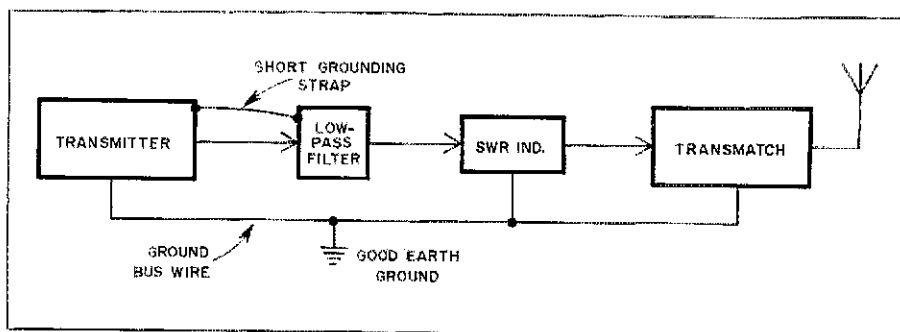 SHORT GROUNDING
STRAP
TRANSMITTER
LOW-
PASS
FILTER
SWR IND.
TRANSMATCH
GROUND
BUS WIRE
GOOD EARTH
GROUND